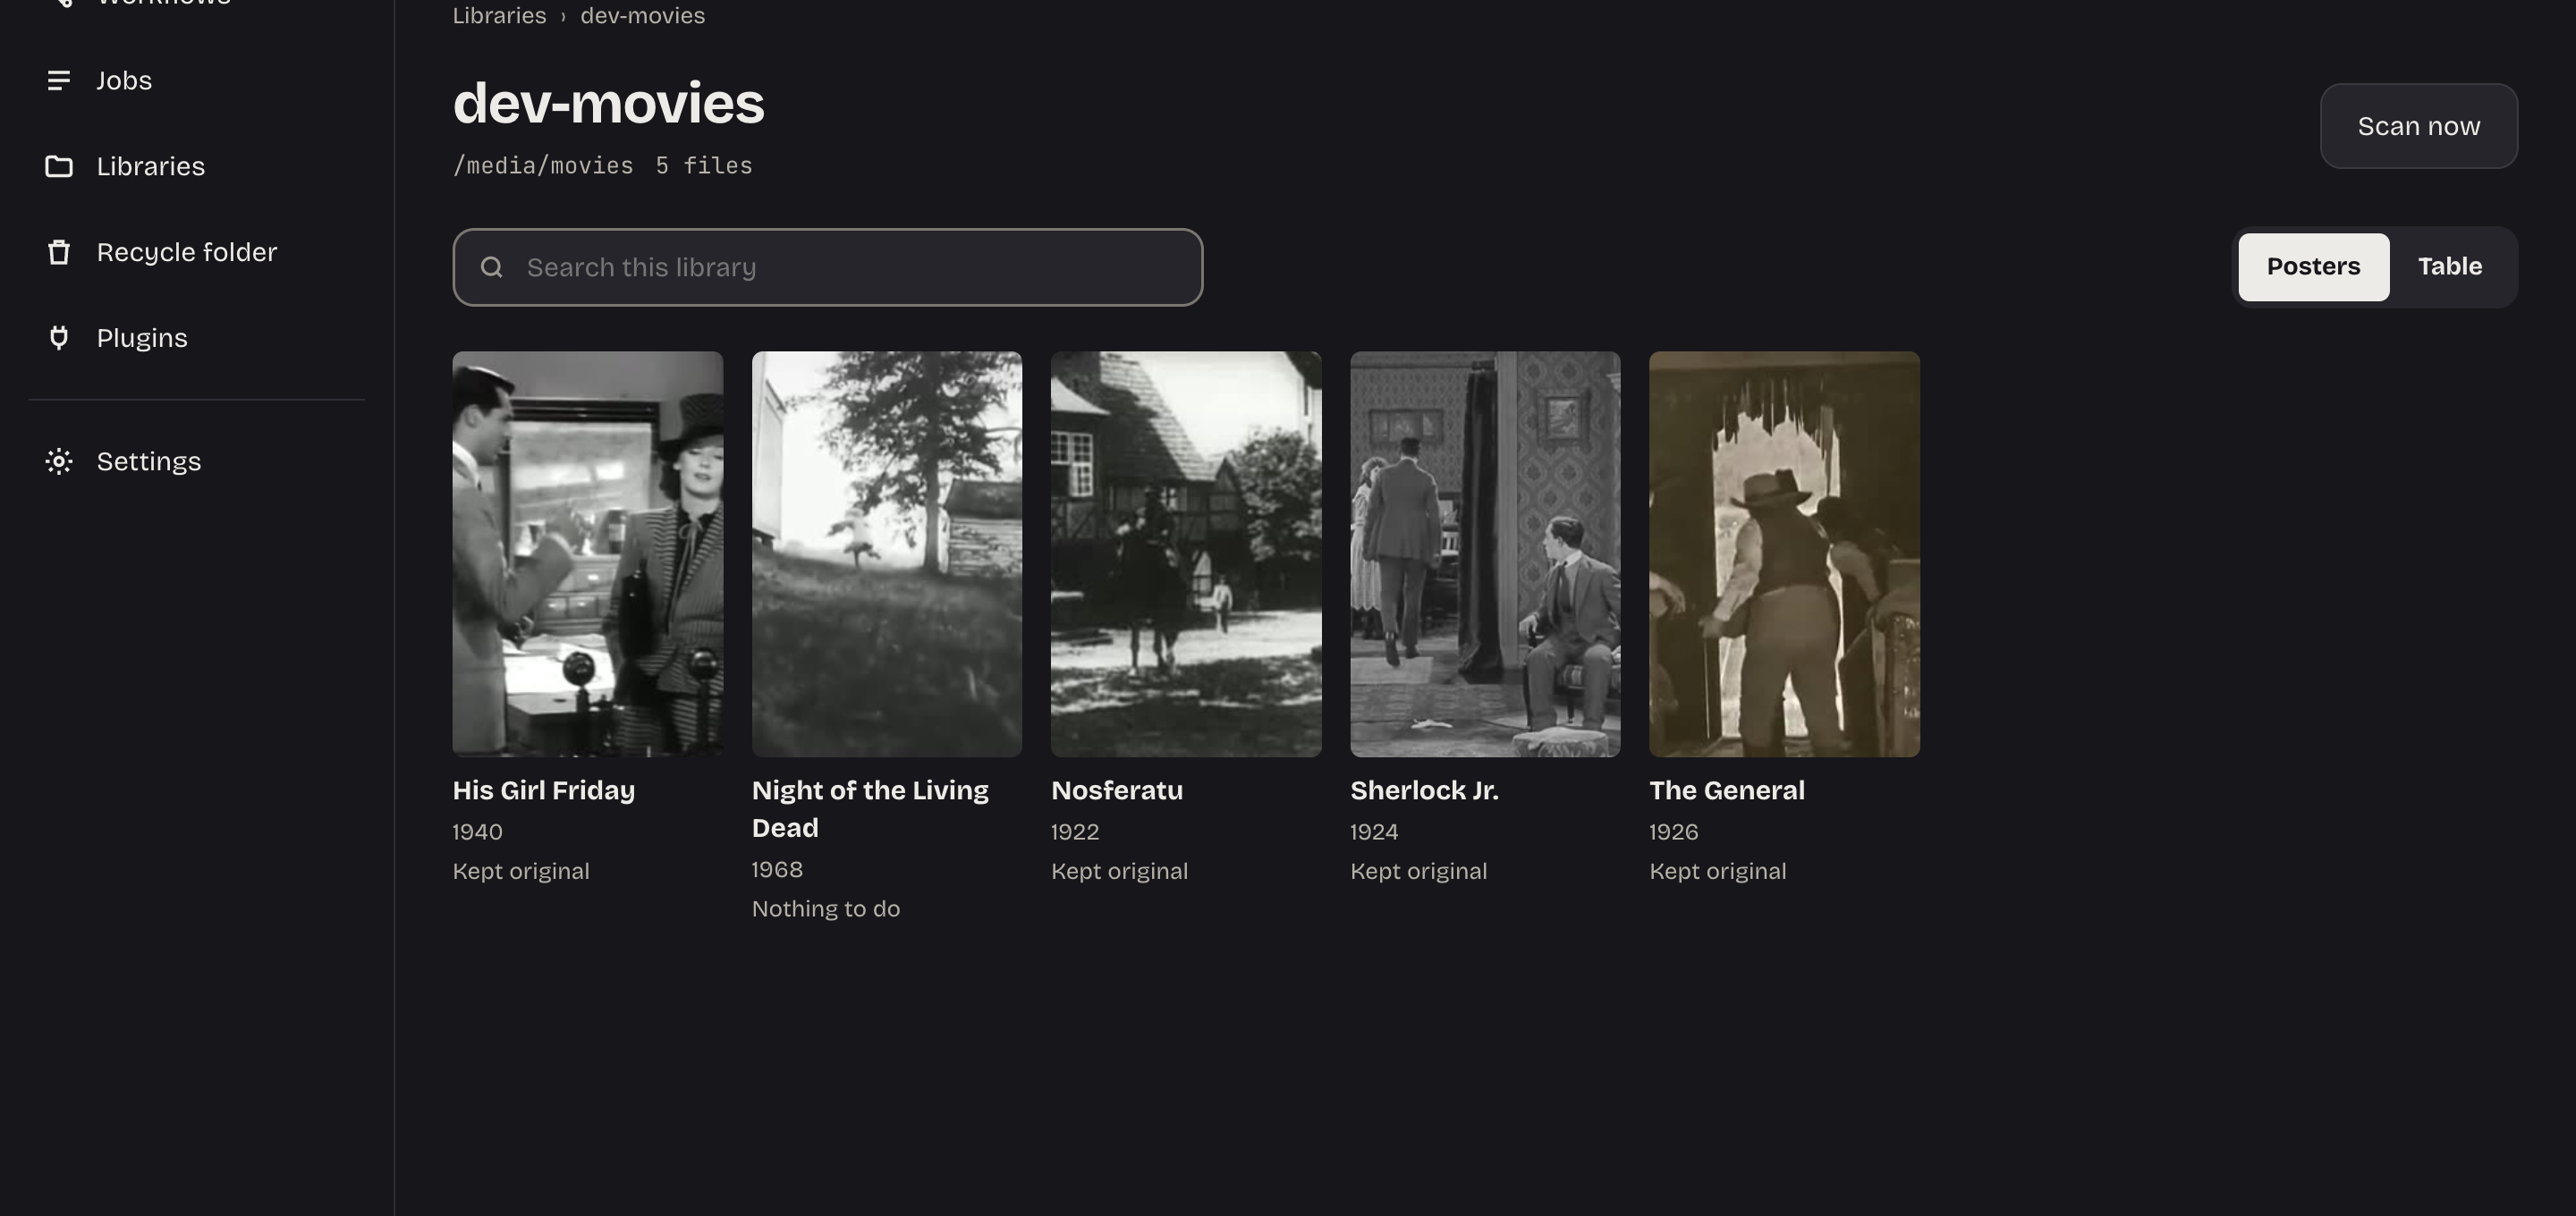 Workflows
Jobs
Libraries
Recycle folder
Plugins
Settings
Libraries › dev-movies
dev-movies
/media/movies 5 files
Scan now
Search this library
Posters
Table
His Girl Friday
1940
Kept original
Night of the Living
Dead
1968
Nothing to do
Nosferatu
1922
Kept original
Sherlock Jr.
1924
Kept original
The General
1926
Kept original